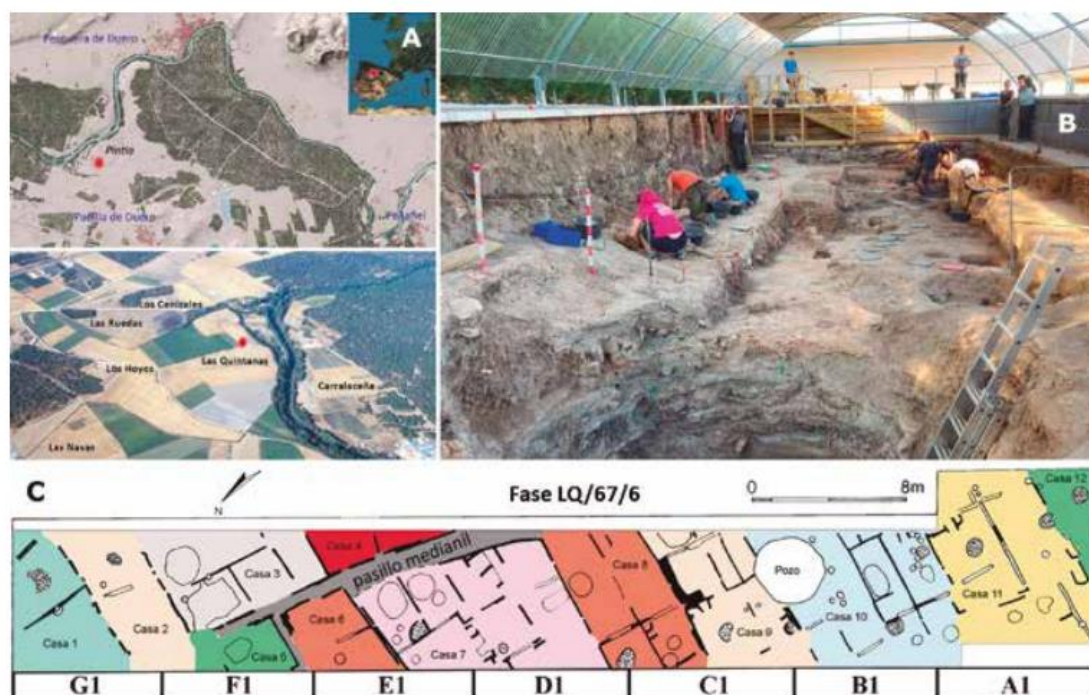 A
Pesquera de Duero
Pintia
Padilla de Duero
Peñafiel
B
Los Cenizales
Las Ruedas
Las Quintanas
Los Hoyos
Carralaceña
Las Navas
C
N
Fase LQ/67/6
0 8m
Casa 1
Casa 2
Casa 3
Casa 4
pasillo medianil
Casa 5
Casa 6
Casa 7
Casa 8
Casa 9
Pozo
Casa 10
Casa 11
Casa 12
G1 F1 E1 D1 C1 B1 A1